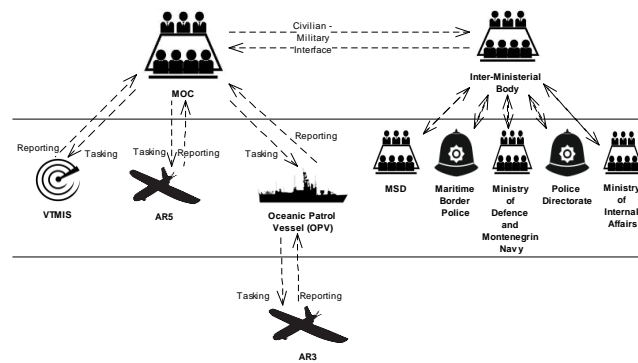 Civilian -
Military
Interface
MOC
Inter-Ministerial
Body
Reporting
Tasking
Tasking
Reporting
Tasking
Reporting
VTMIS
AR5
Oceanic Patrol
Vessel (OPV)
MSD
Maritime
Border
Police
Ministry
of
Defence and
Montenegrin
Navy
Police
Directorate
Ministry
of
Internal
Affairs
Tasking
Reporting
AR3